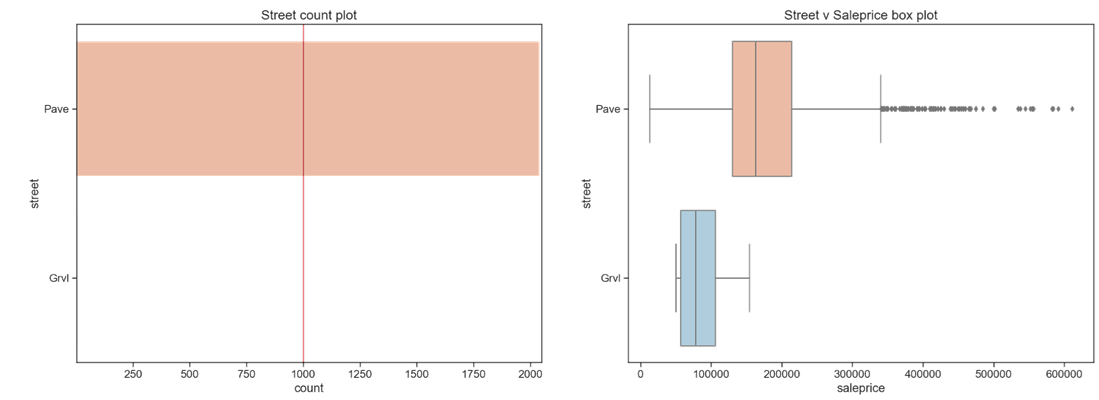 Street count plot
Pave
Grvl
street
250 500 750 1000 1250 1500 1750 2000
count
Street v Saleprice box plot
Pave
Grvl
street
0 100000 200000 300000 400000 500000 600000
saleprice